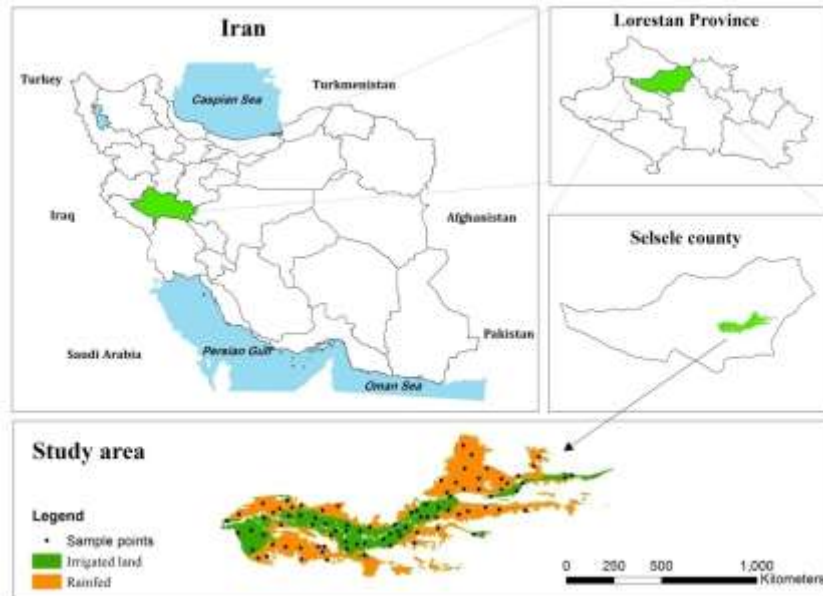 Iran
Turkey
Caspian Sea
Turkmenistan
Iraq
Afghanistan
Pakistan
Saudi Arabia
Persian Gulf
Oman Sea
Lorestan Province
Selsele county
Study area
Legend
Sample points
Irrigated land
Rainfed
0 250 500 1,000
Kilometers